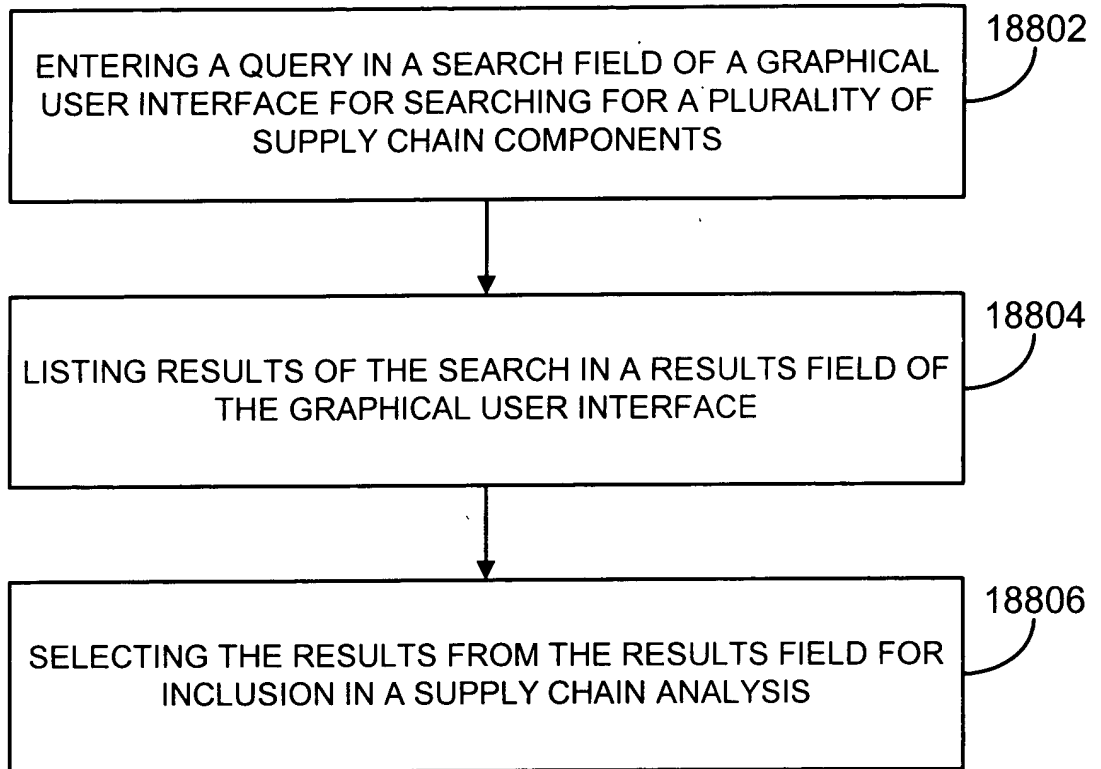 18802
ENTERING A QUERY IN A SEARCH FIELD OF A GRAPHICAL
USER INTERFACE FOR SEARCHING FOR A PLURALITY OF
SUPPLY CHAIN COMPONENTS
18804
LISTING RESULTS OF THE SEARCH IN A RESULTS FIELD OF
THE GRAPHICAL USER INTERFACE
18806
SELECTING THE RESULTS FROM THE RESULTS FIELD FOR
INCLUSION IN A SUPPLY CHAIN ANALYSIS